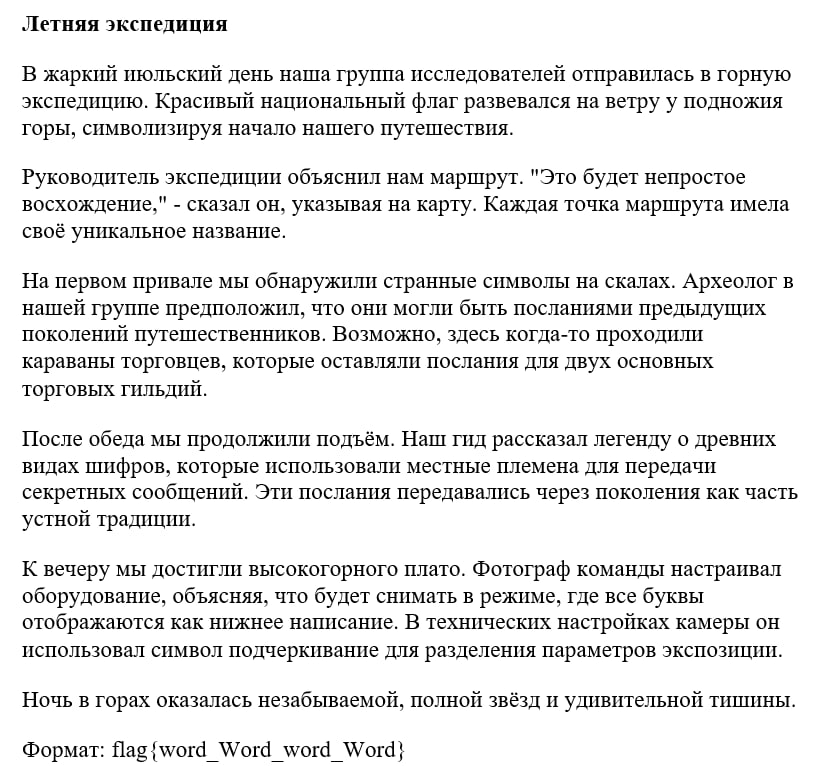 Летняя экспедиция
В жаркий июльский день наша группа исследователей отправилась в горную
экспедицию. Красивый национальный флаг развевался на ветру у подножия
горы, символизируя начало нашего путешествия.
Руководитель экспедиции объяснил нам маршрут. "Это будет непростое
восхождение," - сказал он, указывая на карту. Каждая точка маршрута имела
своё уникальное название.
На первом привале мы обнаружили странные символы на скалах. Археолог в
нашей группе предположил, что они могли быть посланиями предыдущих
поколений путешественников. Возможно, здесь когда-то проходили
караваны торговцев, которые оставляли послания для двух основных
торговых гильдий.
После обеда мы продолжили подъём. Наш гид рассказал легенду о древних
видах шифров, которые использовали местные племена для передачи
секретных сообщений. Эти послания передавались через поколения как часть
устной традиции.
К вечеру мы достигли высокогорного плато. Фотограф команды настраивал
оборудование, объясняя, что будет снимать в режиме, где все буквы
отображаются как нижнее написание. В технических настройках камеры он
использовал символ подчеркивание для разделения параметров экспозиции.
Ночь в горах оказалась незабываемой, полной звёзд и удивительной тишины.
Формат: flag{word_Word_word_Word}